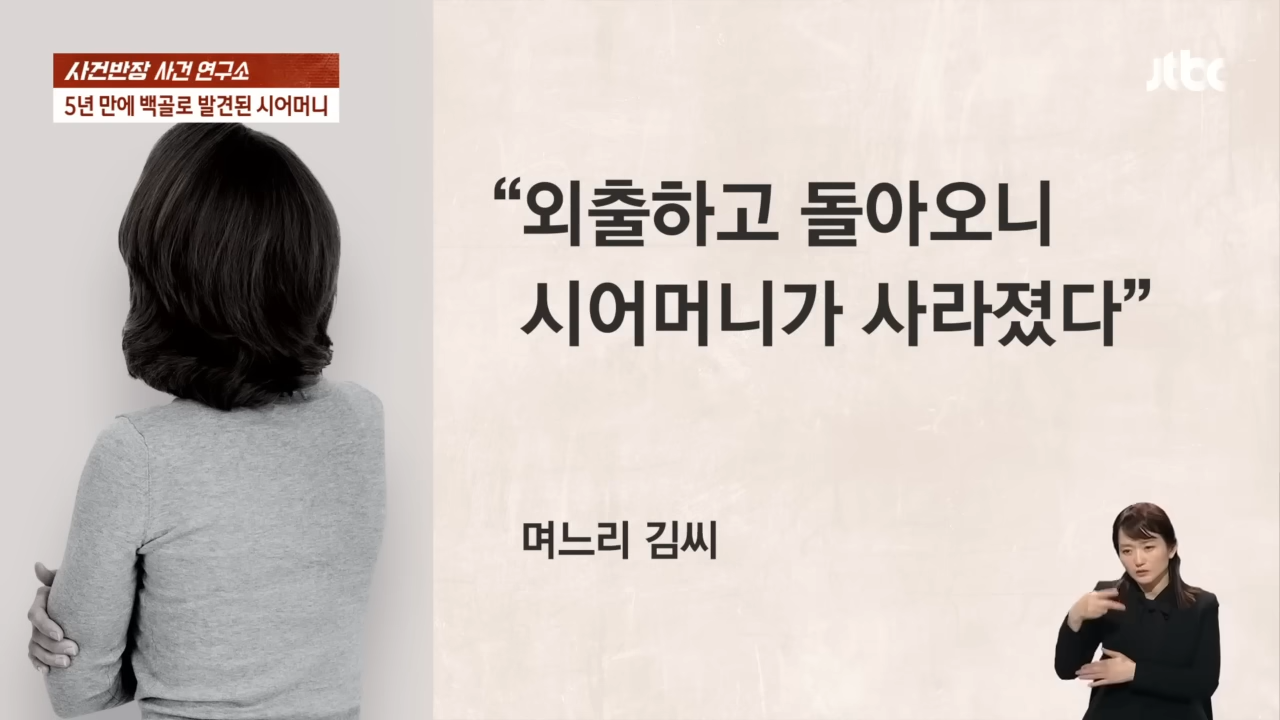 사건반장 사건 연구소
5년 만에 백골로 발견된 시어머니
jtbc
“외출하고 돌아오니
시어머니가 사라졌다”
며느리 김씨